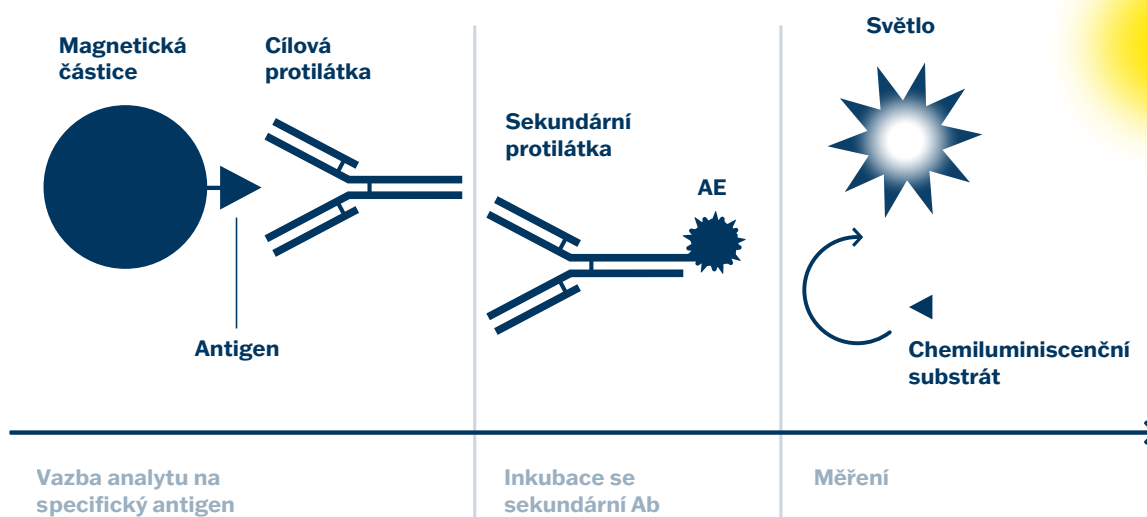 Magnetická
částice
Cílová
protilátka
Antigen
Sekundární
protilátka
AE
Světlo
Chemiluminiscenční
substrát
Vazba analytu na
specifický antigen
Inkubace se
sekundární Ab
Měření